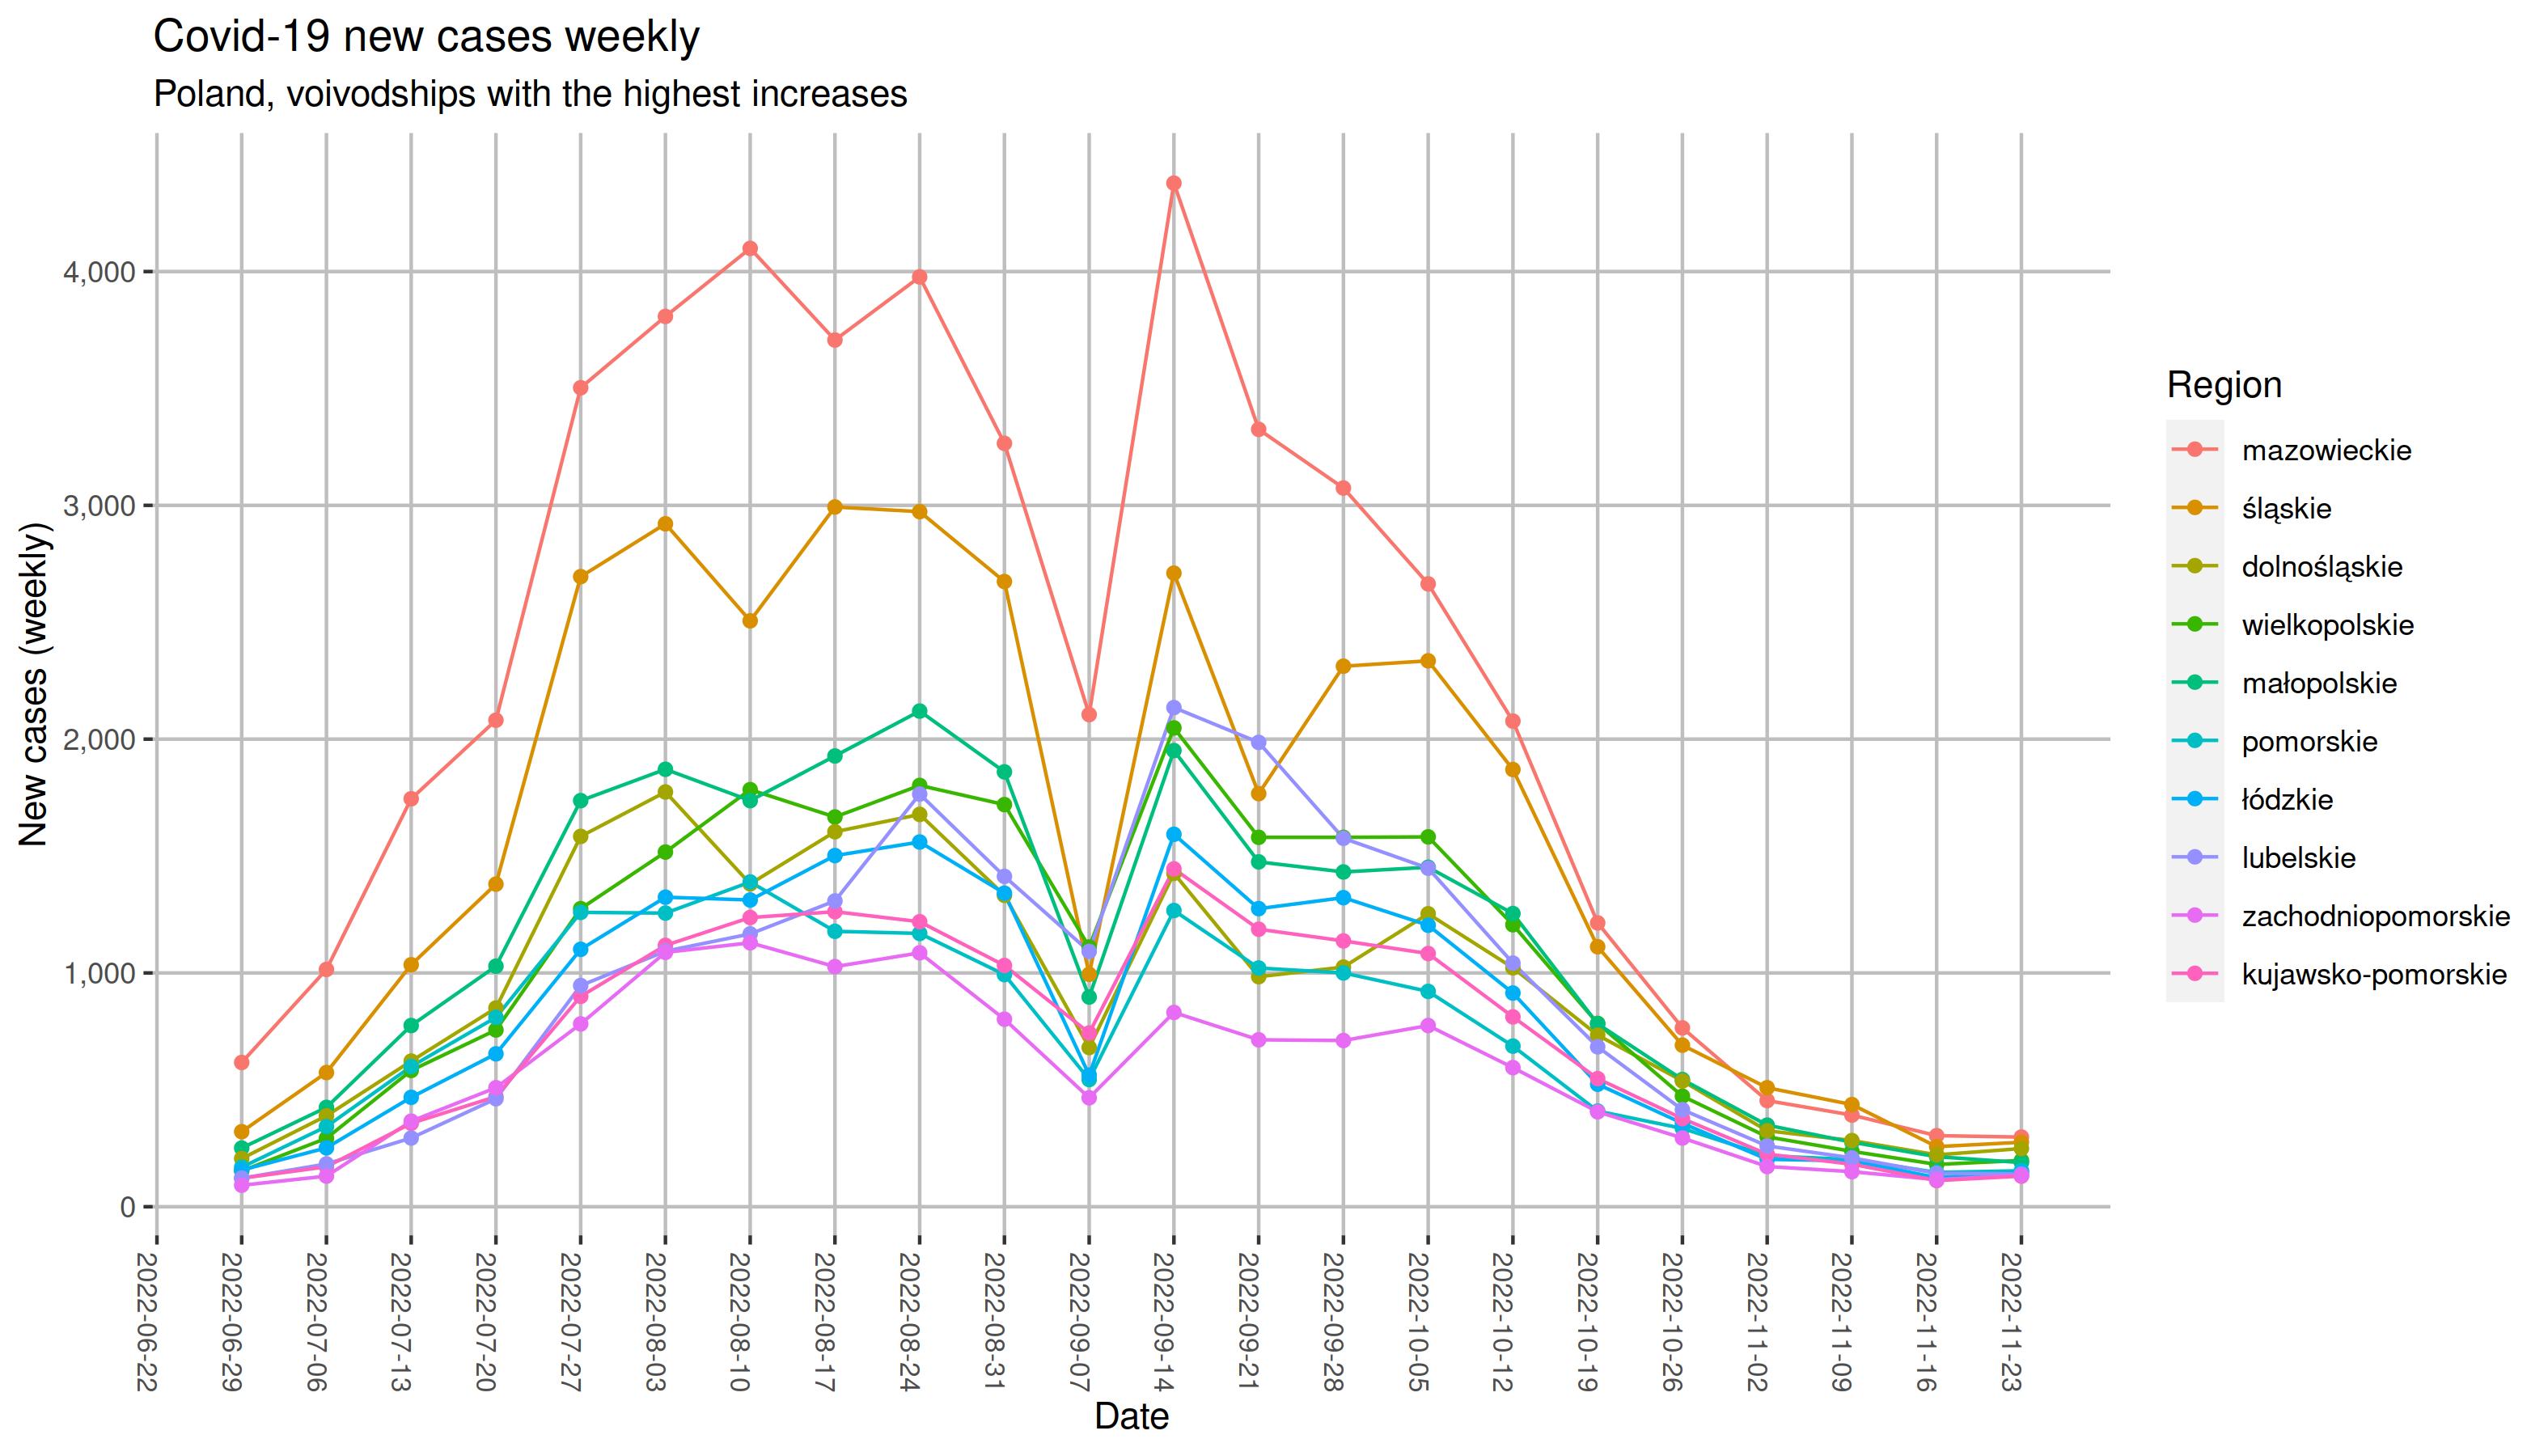 Covid-19 new cases weekly
Poland, voivodships with the highest increases
New cases (weekly)
4,000
3,000
2,000
1,000
0
2022-06-22
2022-06-29
2022-07-06
2022-07-13
2022-07-20
2022-07-27
2022-08-03
2022-08-10
2022-08-17
2022-08-24
2022-08-31
2022-09-07
2022-09-14
2022-09-21
2022-09-28
2022-10-05
2022-10-12
2022-10-19
2022-10-26
2022-11-02
2022-11-09
2022-11-16
2022-11-23
Date
Region
mazowieckie
śląskie
dolnośląskie
wielkopolskie
małopolskie
pomorskie
łódzkie
lubelskie
zachodniopomorskie
kujawsko-pomorskie